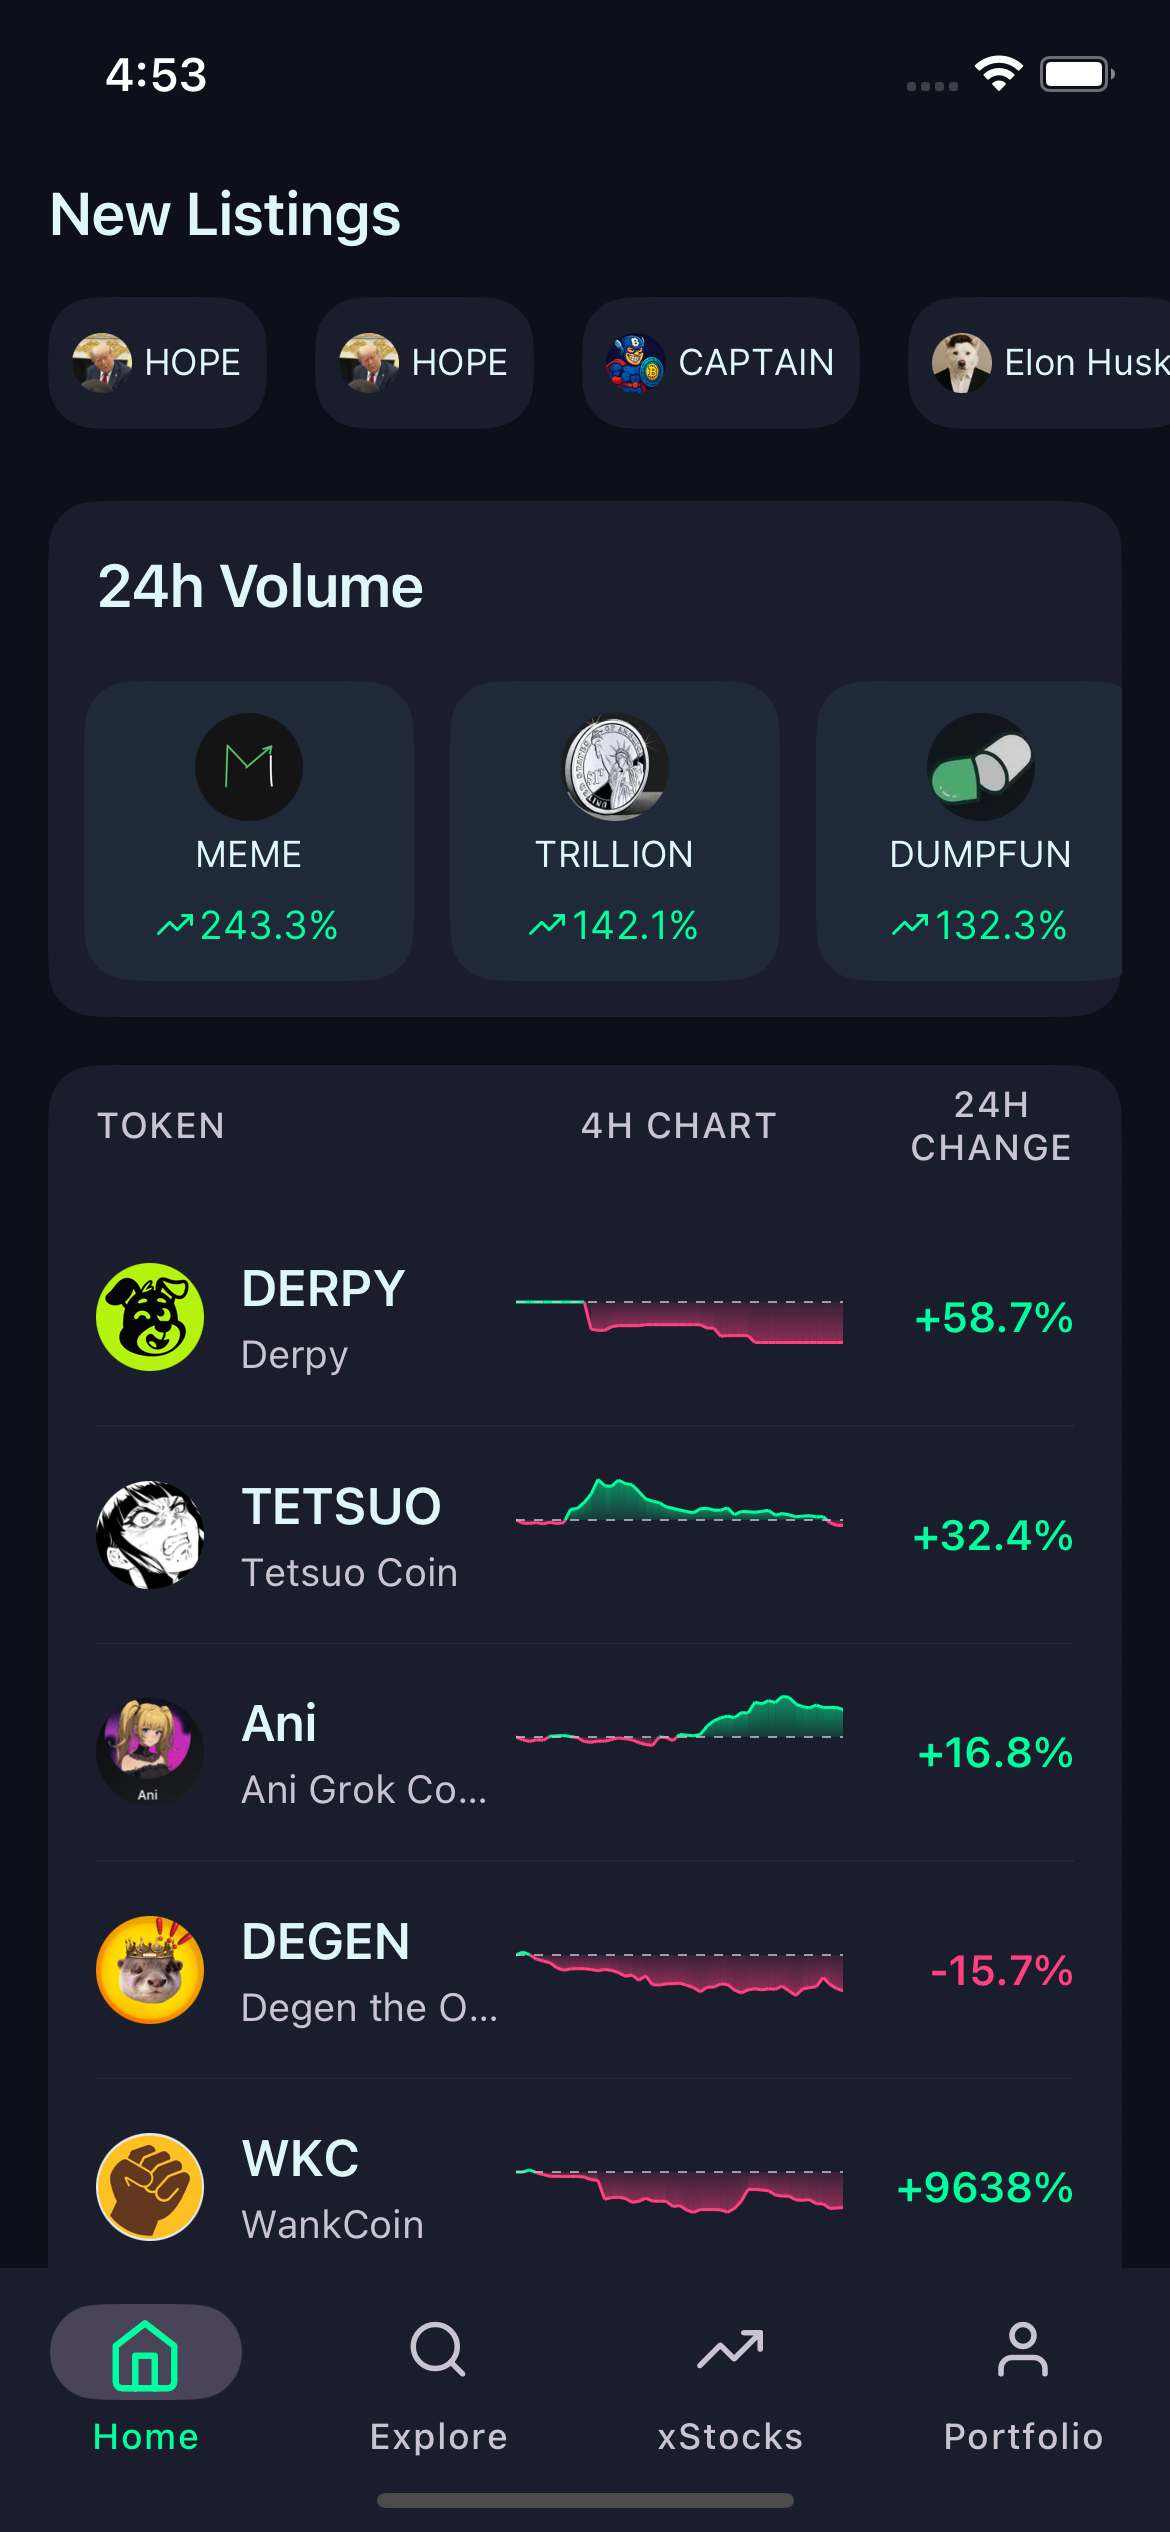 4:53
New Listings
HOPE
HOPE
CAPTAIN
Elon Husk
24h Volume
MEME
243.3%
TRILLION
142.1%
DUMPFUN
132.3%
TOKEN
4H CHART
24H
CHANGE
DERPY
Derpy
+58.7%
TETSUO
Tetsuo Coin
+32.4%
Ani
Ani
Ani Grok Co...
+16.8%
DEGEN
Degen the O...
-15.7%
WKC
WankCoin
+9638%
Home
Explore
xStocks
Portfolio